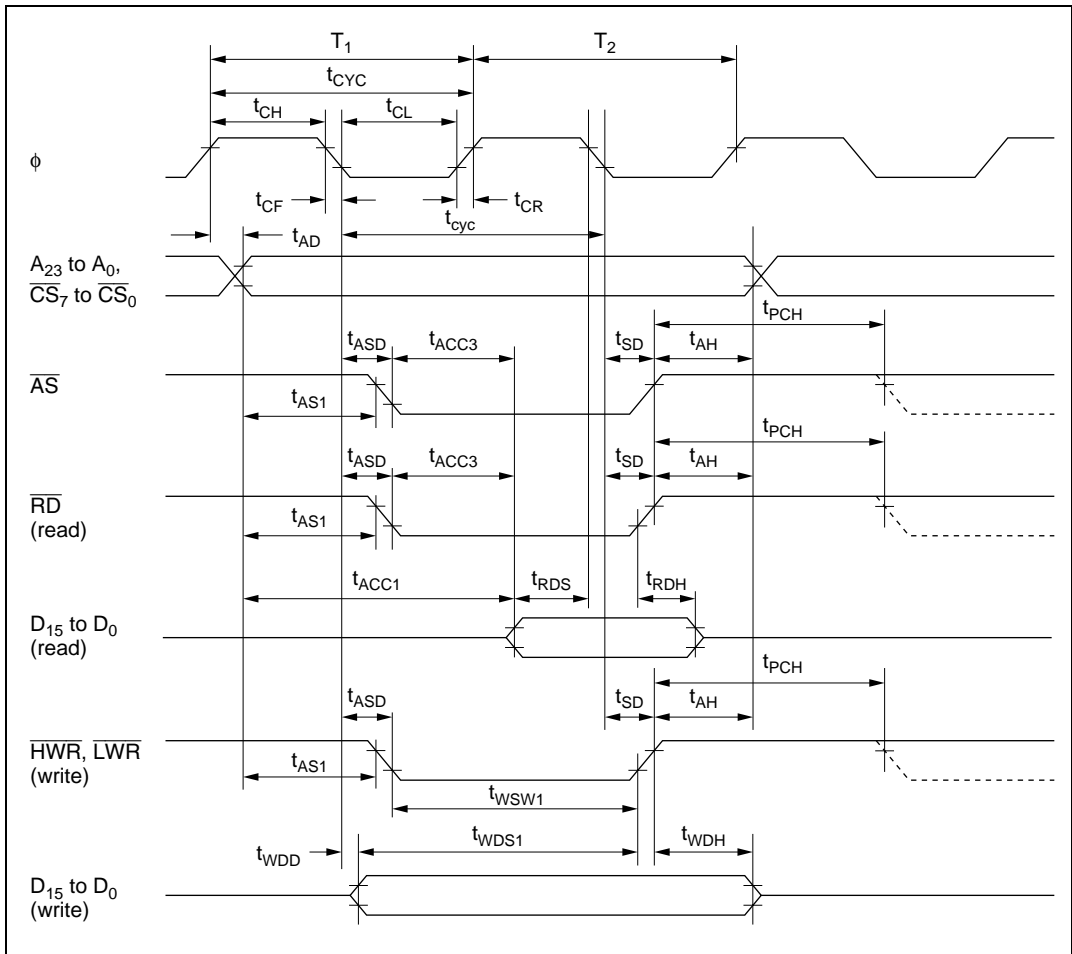 T1 T2
tCYC
tCH tCL
ϕ
tCF tCR
tcyc
tAD
A23 to A0,
CS7 to CS0
tPCH
tASD tACC3 tSD tAH
AS
tAS1
tPCH
tASD tACC3 tSD tAH
RD
(read)
tAS1
tACC1 tRDS tRDH
D15 to D0
(read)
tPCH
tASD tSD tAH
HWR, LWR
(write)
tAS1
tWSW1
tWDD tWDS1 tWDH
D15 to D0
(write)